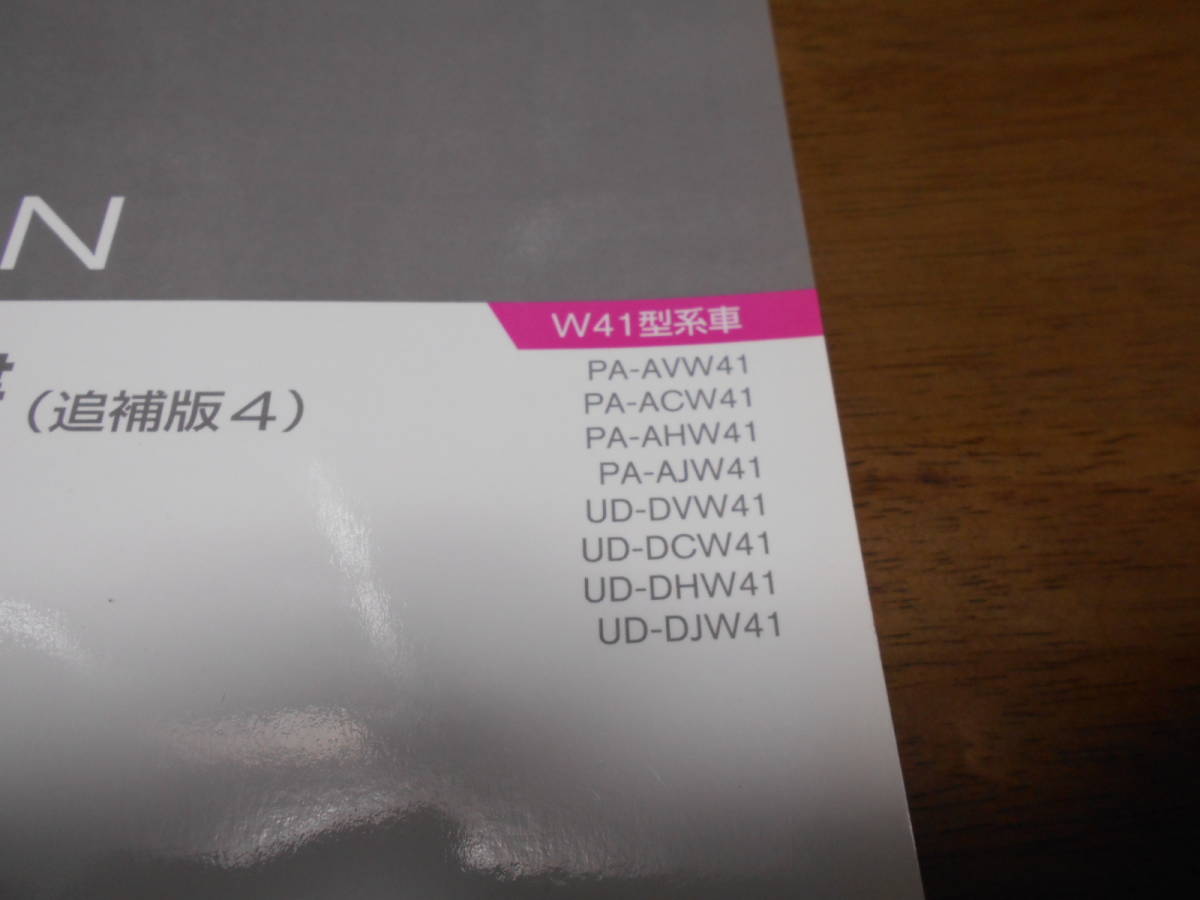 N
W41型系車
(追補版4)
PA-AVW41
PA-ACW41
PA-AHW41
PA-AJW41
UD-DVW41
UD-DCW41
UD-DHW41
UD-DJW41